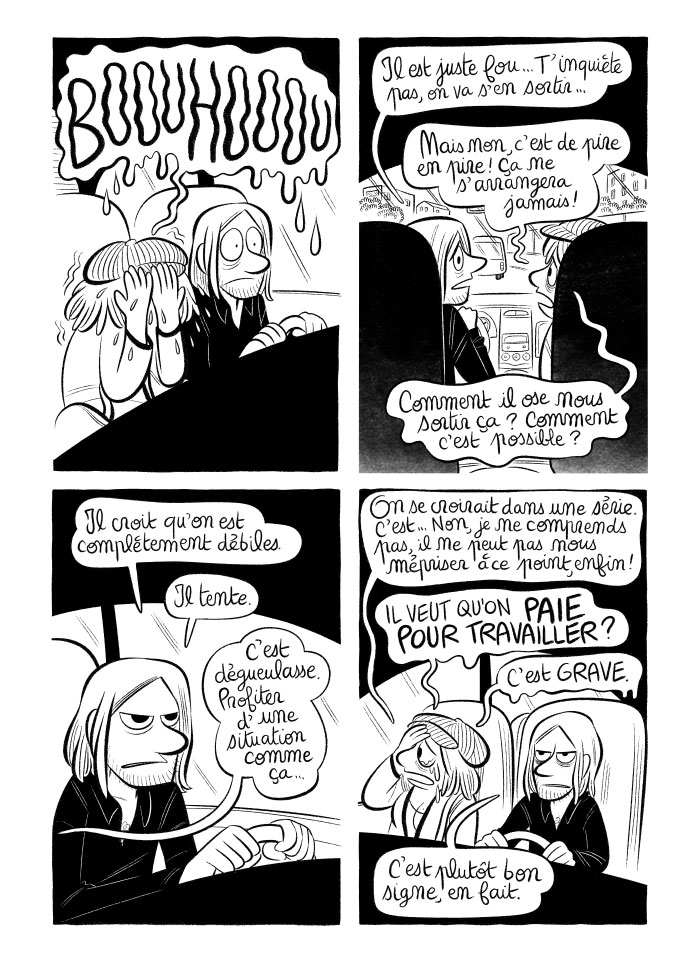 BOOUHOOOU
Il est juste fou... T'inquiéte
pas, on va s'en sortir...
Mais non, c'est de pire
en pire! Ça ne
s'arrangera
jamais!
Comment il ose nous
sortir ça? Comment
c'est possible?
Il croit qu'on est
complétement débiles.
Il tente.
C'est
dégueulasse.
Profiter
d'une
situation
comme
ça...
On se croirait dans une série.
C'est... Non, je ne comprends
pas, il ne peut pas nous
mépriser à ce point, enfin!
IL VEUT QU'ON PAIE
POUR TRAVAILLER?
C'est GRAVE.
C'est plutôt bon
signe, en fait.